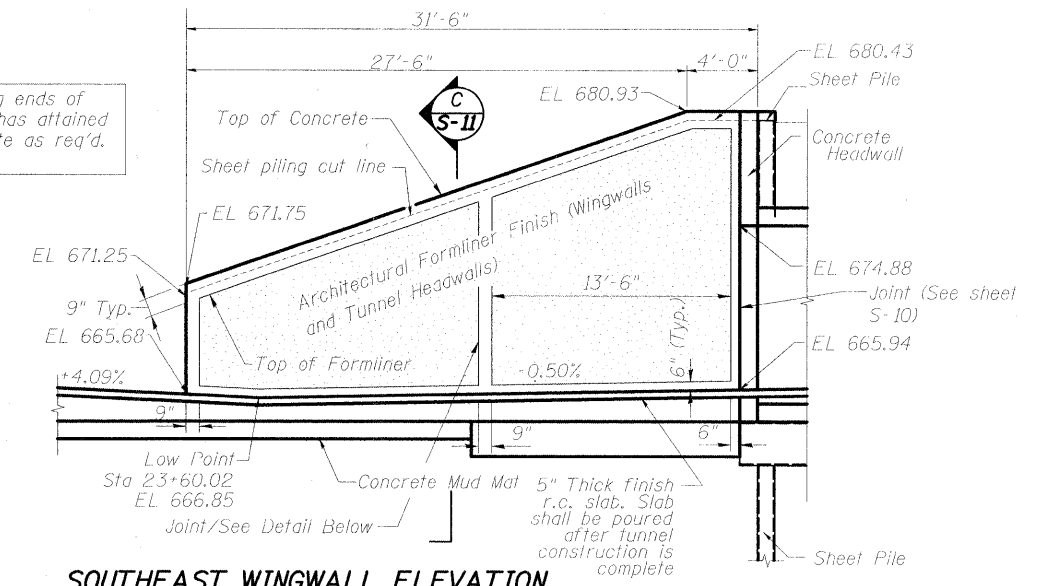 31'-6"
27'-6"
4'-0"
EL 680.43
Sheet Pile
g ends of
has attained
te as req'd.
C
S-11
EL 680.93
Top of Concrete
Concrete
Headwall
Sheet piling cut line
EL 671.75
Architectural Formliner Finish (Wingwalls
and Tunnel Headwalls)
EL 671.25
9" Typ.
13'-6"
EL 674.88
Joint (See sheet
S-10)
EL 665.68
6" (Typ.)
EL 665.94
Top of Formliner
+4.09%
-0.50%
9"
9"
6"
Low Point
Sta 23+60.02
EL 666.85
Concrete Mud Mat
5" Thick finish
r.c. slab. Slab
shall be poured
after tunnel
construction is
complete
Joint/See Detail Below
Sheet Pile
SOUTHEAST WINGWALL ELEVATION